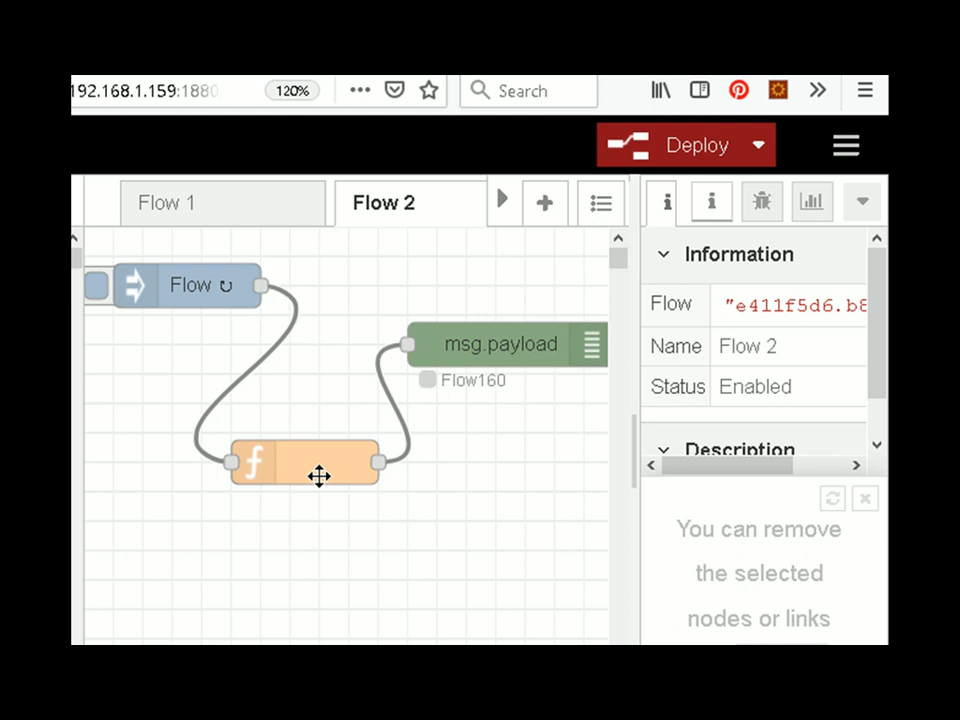 192.168.1.159:1880
120%
Search
Deploy
Flow 1
Flow 2
Information
Flow ↻
Flow "e411f5d6.b8
msg.payload
Name Flow 2
Flow160
Status Enabled
Description
You can remove
the selected
nodes or links